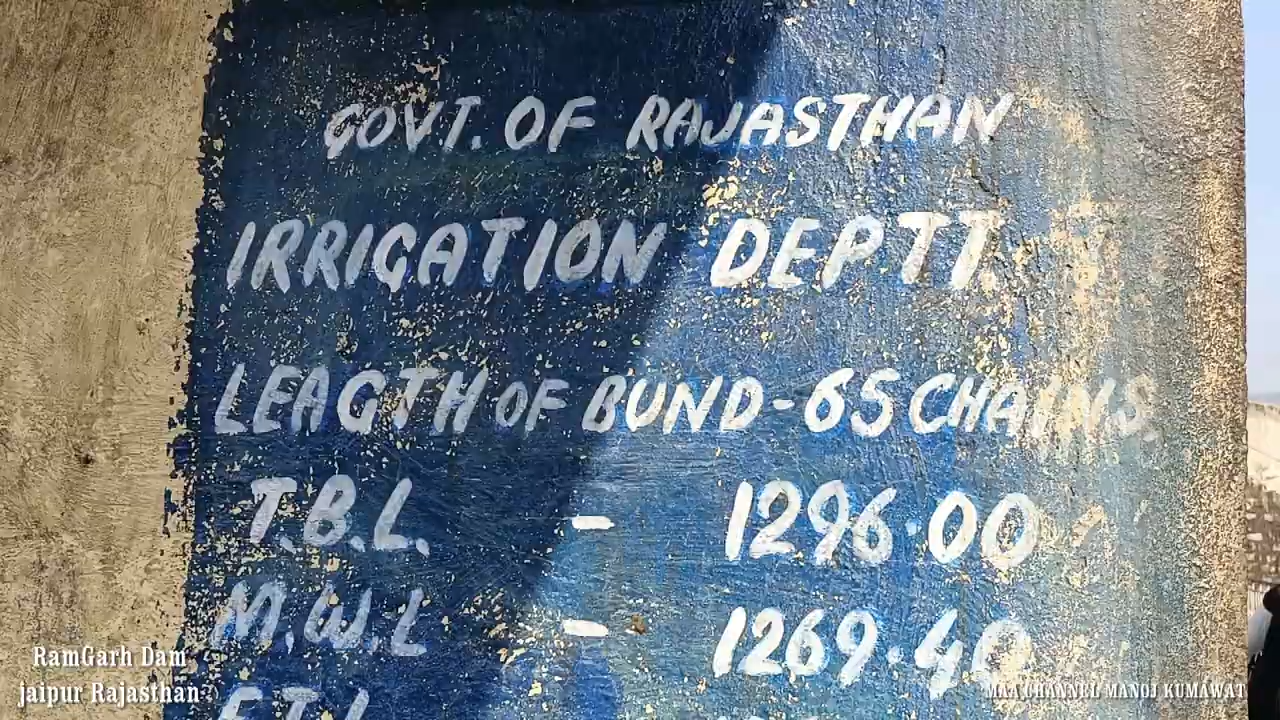 GOVT. OF RAJASTHAN
IRRIGATION DEPTT.
LEAGTH OF BUND - 65 CHAINS.
T.B.L. - 1296.00
M.W.L - 1269.40
F.T.L
RamGarh Dam
jaipur Rajasthan
MAA CHANNEL MANOJ KUMAWAT